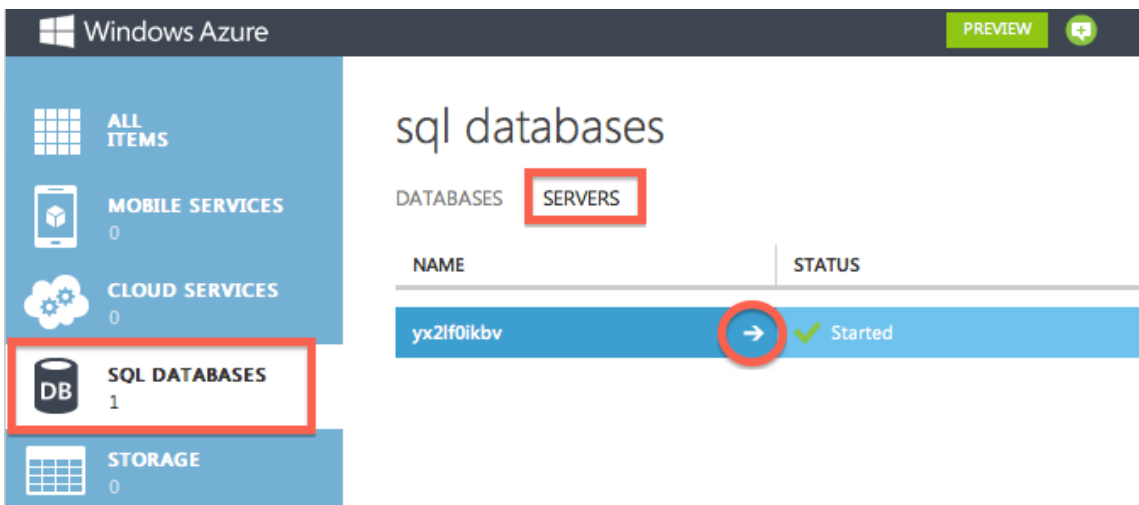 Windows Azure
PREVIEW
ALL
ITEMS
MOBILE SERVICES
0
CLOUD SERVICES
0
DB
SQL DATABASES
1
STORAGE
0
sql databases
DATABASES SERVERS
NAME STATUS
yx2lf0ikbv Started